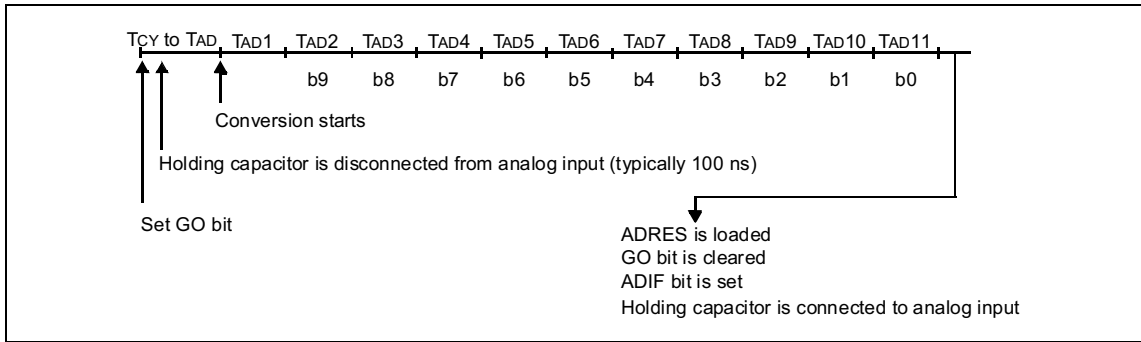 TCY to TAD TAD1 TAD2 TAD3 TAD4 TAD5 TAD6 TAD7 TAD8 TAD9 TAD10 TAD11
b9 b8 b7 b6 b5 b4 b3 b2 b1 b0
Conversion starts
Holding capacitor is disconnected from analog input (typically 100 ns)
Set GO bit
ADRES is loaded
GO bit is cleared
ADIF bit is set
Holding capacitor is connected to analog input